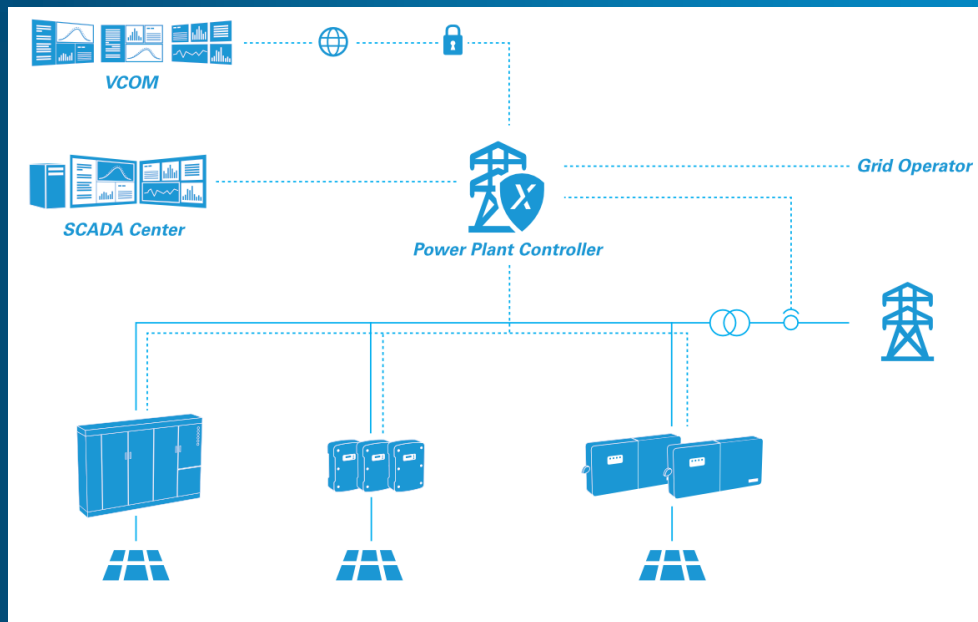 VCOM
SCADA Center
X
Power Plant Controller
Grid Operator